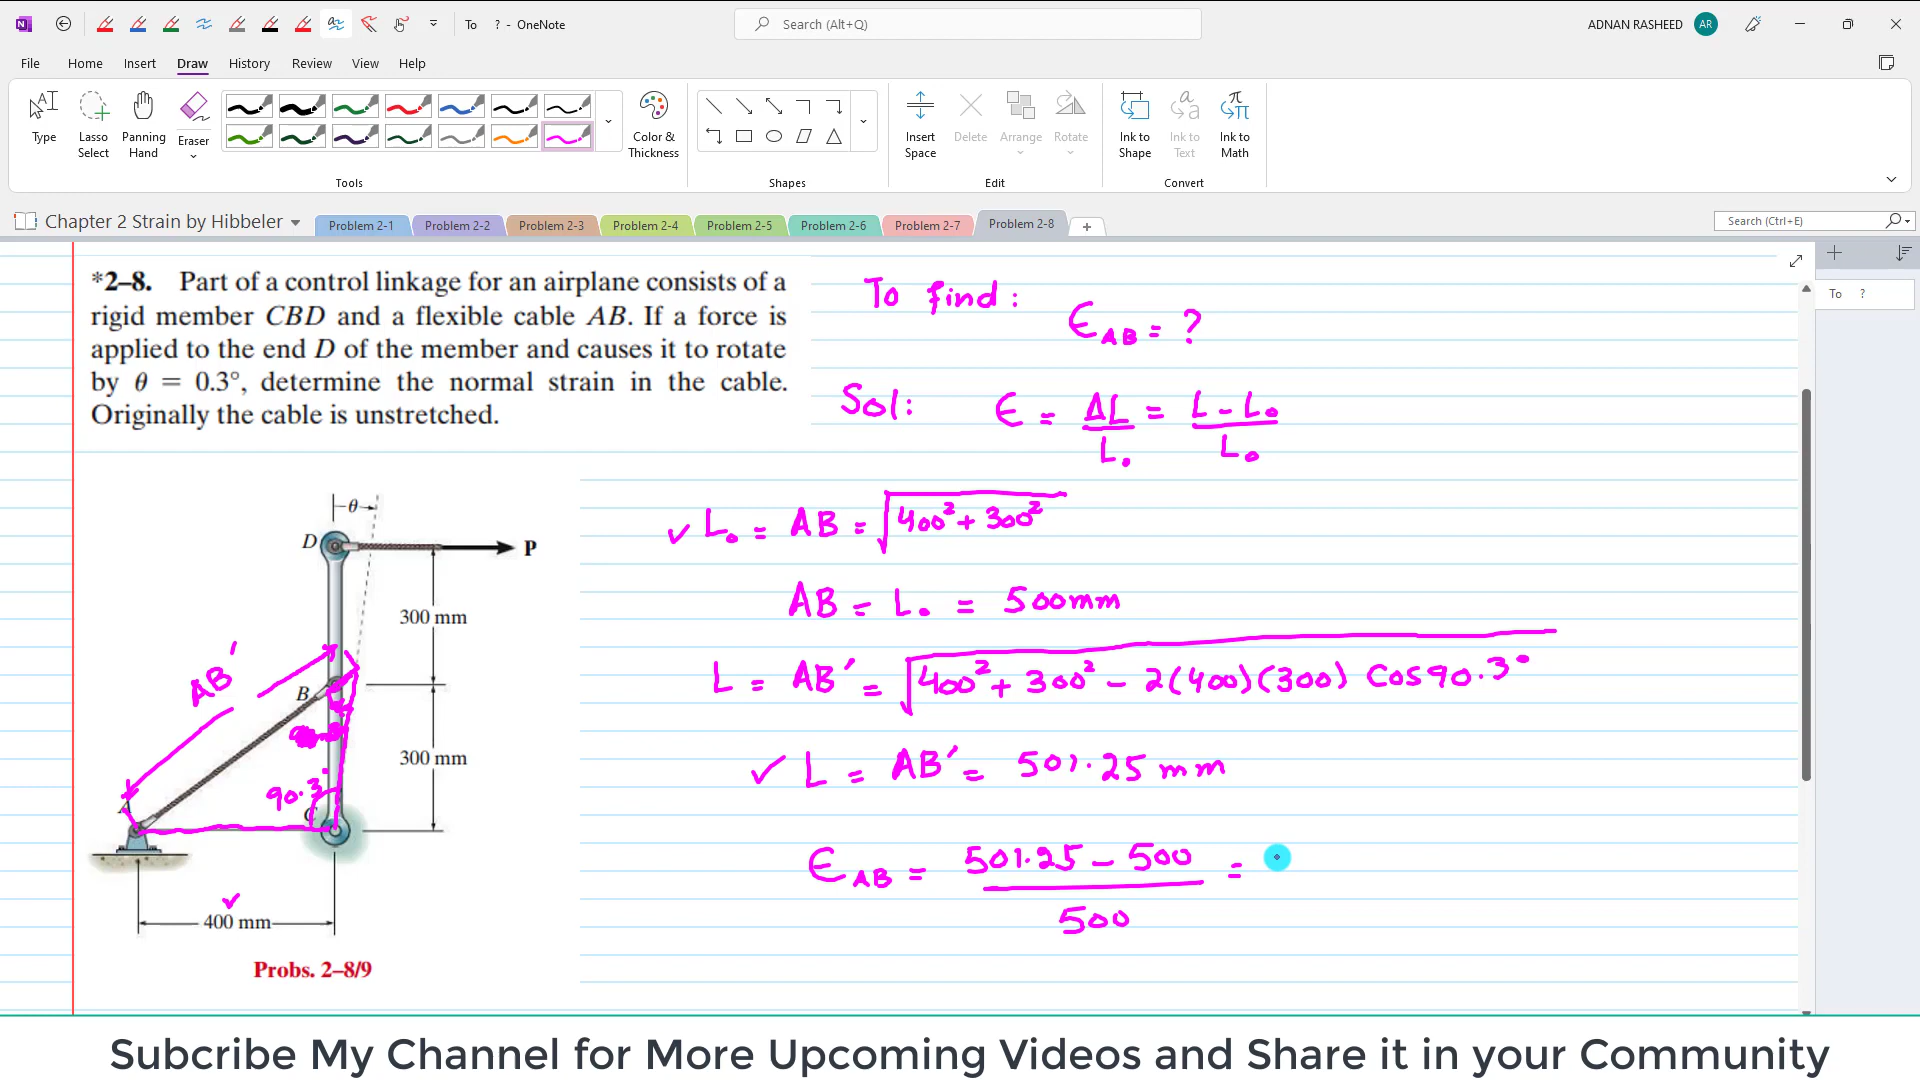 To ? - OneNote
Search (Alt+Q)
ADNAN RASHEED AR
File Home Insert Draw History Review View Help
Type
Lasso Select
Panning Hand
Eraser
Color & Thickness
Insert Space
Delete
Arrange
Rotate
Ink to Shape
Ink to Text
Ink to Math
Tools Shapes Edit Convert
Chapter 2 Strain by Hibbeler Problem 2-1 Problem 2-2 Problem 2-3 Problem 2-4 Problem 2-5 Problem 2-6 Problem 2-7 Problem 2-8 +
Search (Ctrl+E)
To ?
*2–8. Part of a control linkage for an airplane consists of a
rigid member CBD and a flexible cable AB. If a force is
applied to the end D of the member and causes it to rotate
by θ = 0.3°, determine the normal strain in the cable.
Originally the cable is unstretched.
θ
D
P
300 mm
AB'
B
300 mm
90.3°
A
C
400 mm
Probs. 2–8/9
To find:
ϵAB = ?
Sol: ϵ = ΔL/L₀ = (L - L₀)/L₀
✓ L₀ = AB = √(400² + 300²)
AB = L₀ = 500mm
L = AB' = √(400² + 300² - 2(400)(300) Cos90.3°)
✓ L = AB' = 501.25 mm
ϵAB = (501.25 - 500)/500 =
Subcribe My Channel for More Upcoming Videos and Share it in your Community